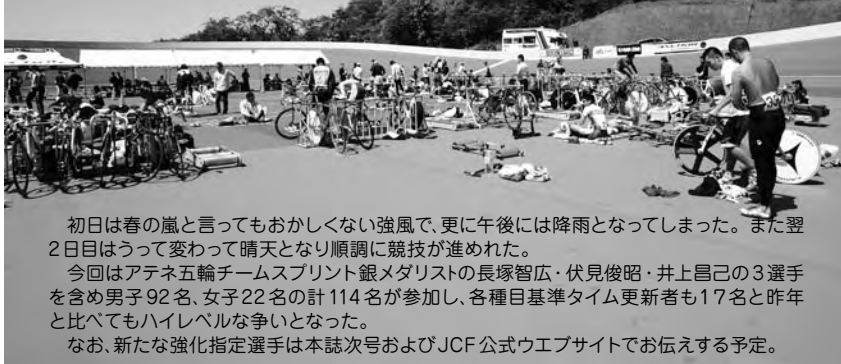 初日は春の嵐と言ってもおかしくない強風で、更に午後には降雨となってしまった。また翌
2日目はうって変わって晴天となり順調に競技が進めれた。
　今回はアテネ五輪チームスプリント銀メダリストの長塚智広・伏見俊昭・井上昌己の3選手
を含め男子92名、女子22名の計114名が参加し、各種目基準タイム更新者も17名と昨年
と比べてもハイレベルな争いとなった。
　なお、新たな強化指定選手は本誌次号およびJCF公式ウエブサイトでお伝えする予定。